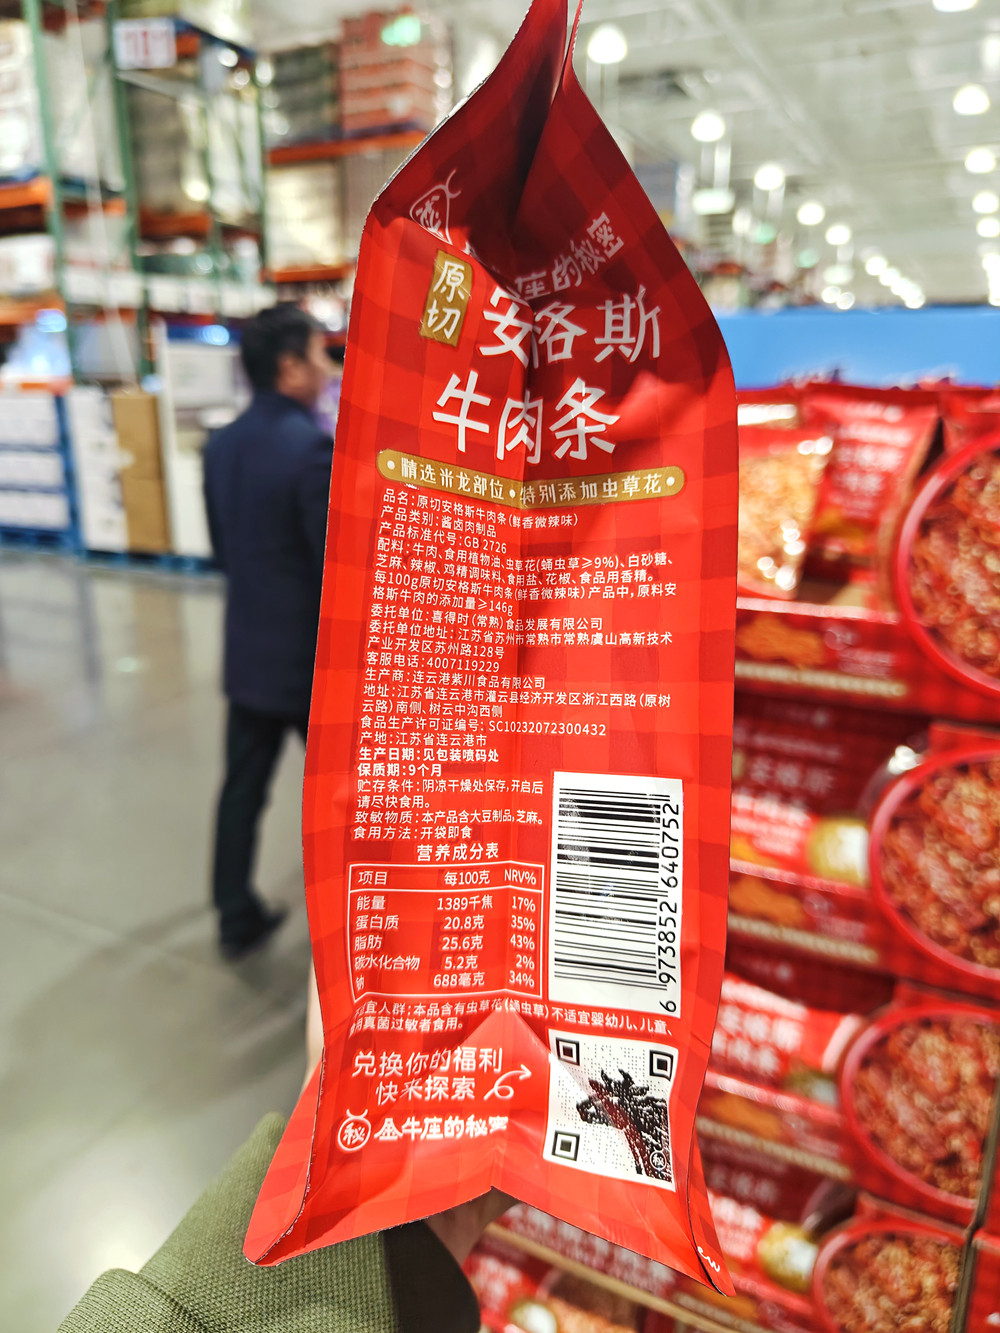 秘
座的秘密
原切
安格斯
牛肉条
•精选米龙部位•特别添加虫草花•
品名:原切安格斯牛肉条(鲜香微辣味)
产品类别:酱卤肉制品
产品标准代号:GB 2726
配料:牛肉、食用植物油、虫草花(蛹虫草≥9%)、白砂糖、
芝麻、辣椒、鸡精调味料、食用盐、花椒、食品用香精。
每100g原切安格斯牛肉条(鲜香微辣味)产品中,原料安
格斯牛肉的添加量≥146g
委托单位:喜得时(常熟)食品发展有限公司
委托单位地址:江苏省苏州市常熟市常熟虞山高新技术
产业开发区苏州路128号
客服电话:4007119229
生产商:连云港紫川食品有限公司
地址:江苏省连云港市灌云县经济开发区浙江西路(原树
云路)南侧、树云中沟西侧
食品生产许可证编号:SC10232072300432
产地:江苏省连云港市
生产日期:见包装喷码处
保质期:9个月
贮存条件:阴凉干燥处保存,开启后
请尽快食用。
致敏物质:本产品含大豆制品,芝麻。
食用方法:开袋即食
营养成分表
项目 每100克 NRV%
能量 1389千焦 17%
蛋白质 20.8克 35%
脂肪 25.6克 43%
碳水化合物 5.2克 2%
钠 688毫克 34%
宜人群:本品含有虫草花(蛹虫草)不适宜婴幼儿、儿童、
用真菌过敏者食用。
兑换你的福利
快来探索
秘 金牛座的秘密
6 973852 640752
秘